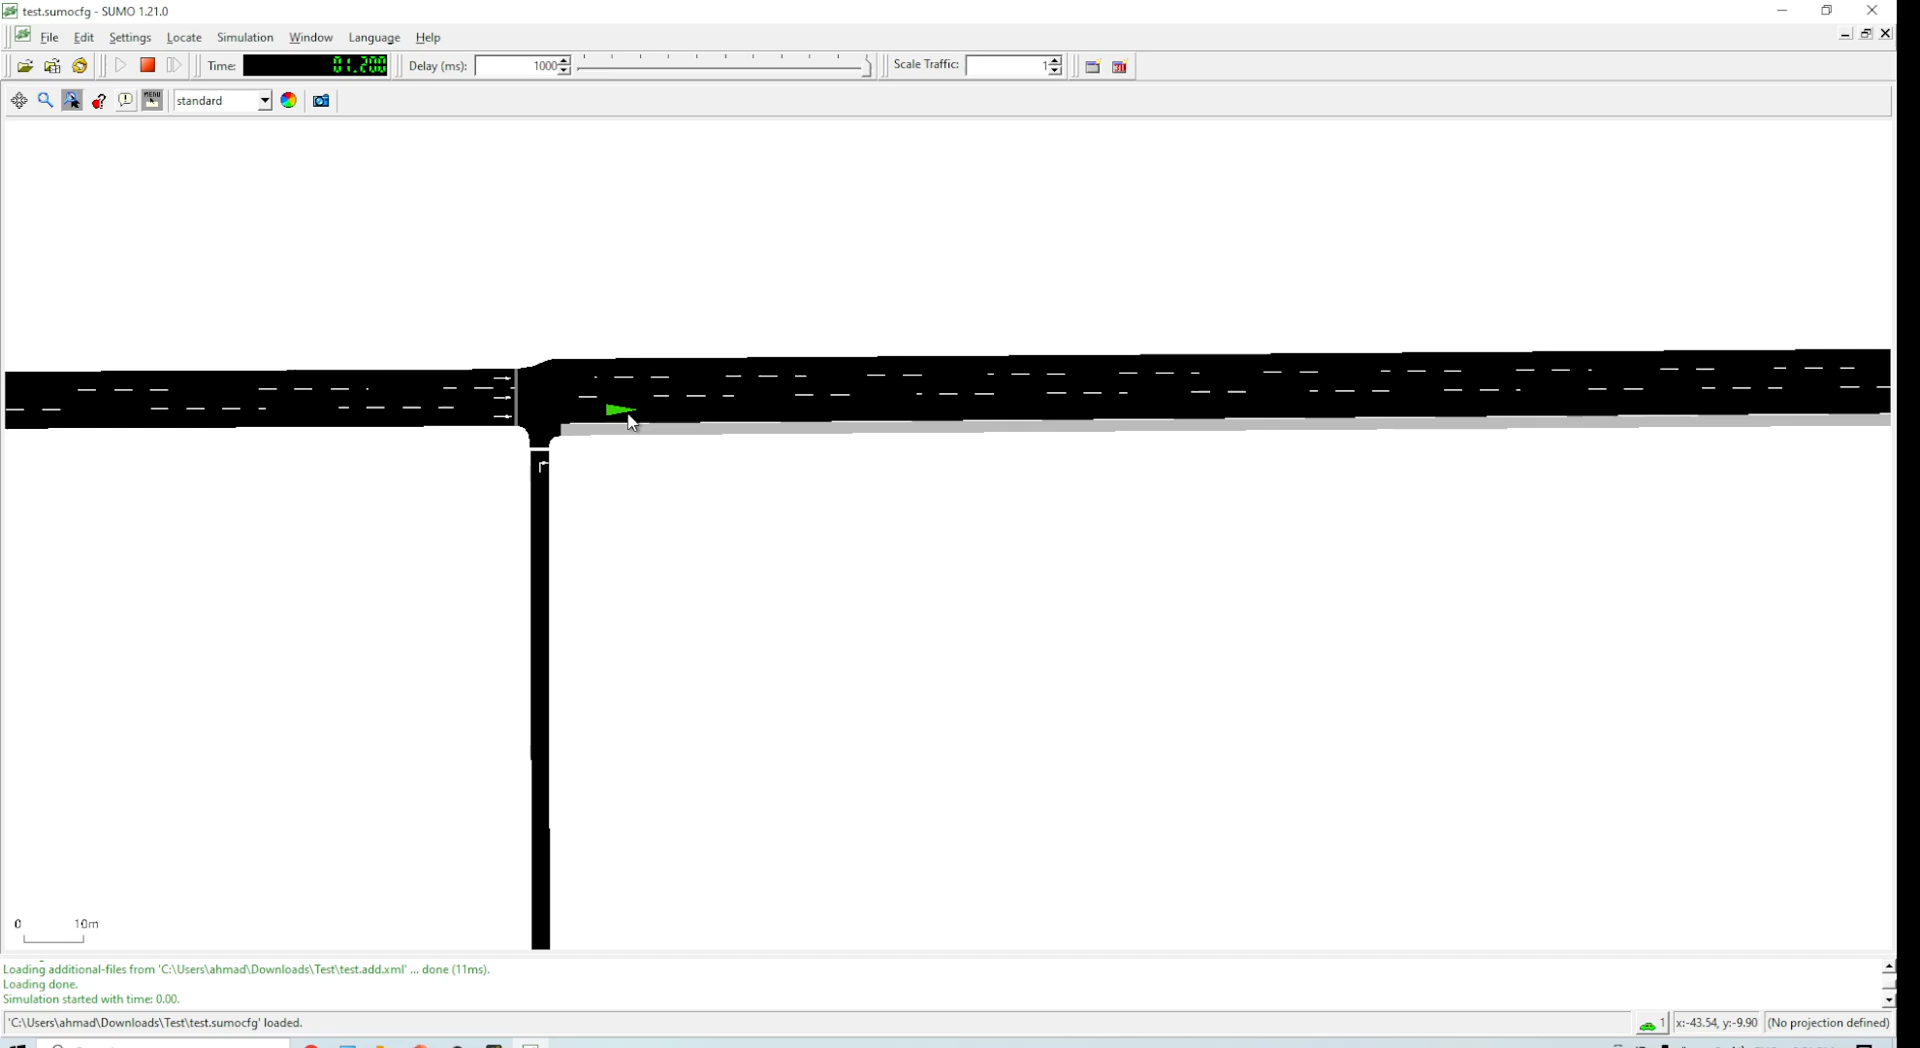 test.sumocfg - SUMO 1.21.0
File Edit Settings Locate Simulation Window Language Help
Time: 01.200 Delay (ms): 1000 Scale Traffic: 1
MENU standard
0 10m
Loading additional-files from 'C:\Users\ahmad\Downloads\Test\test.add.xml' ... done (11ms).
Loading done.
Simulation started with time: 0.00.
'C:\Users\ahmad\Downloads\Test\test.sumocfg' loaded. 1 x:-43.54, y:-9.90 (No projection defined)